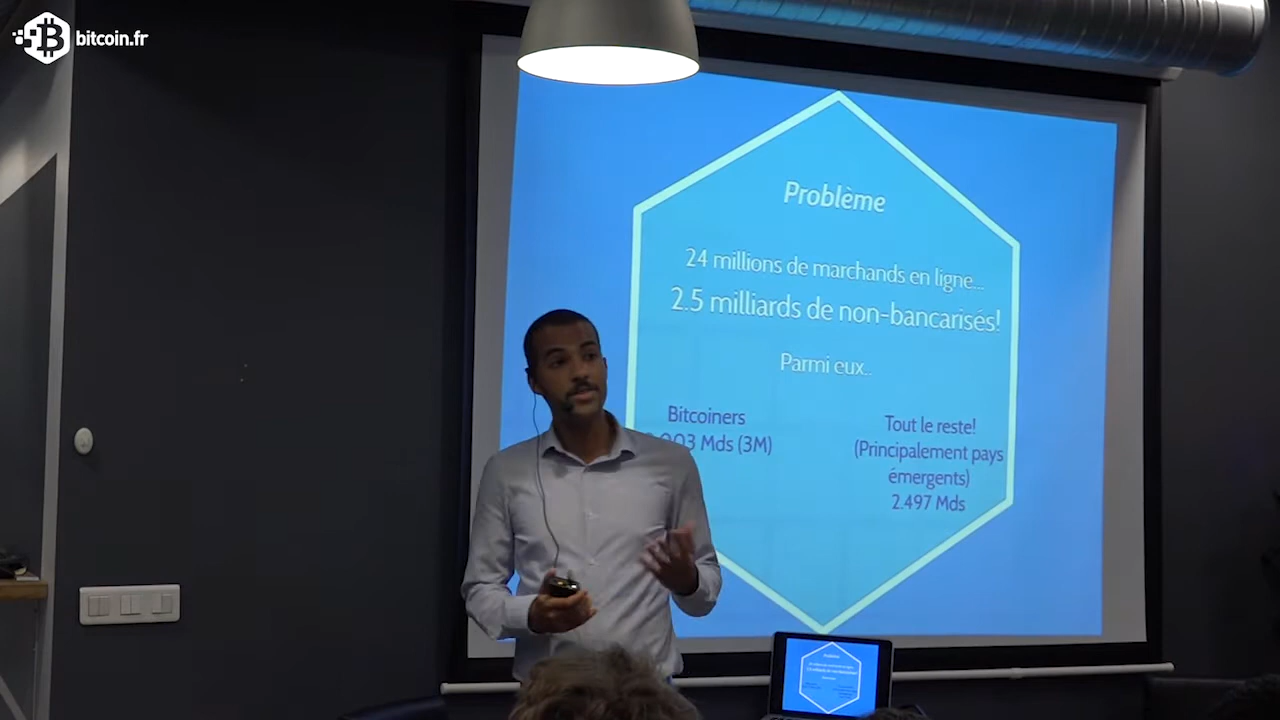 bitcoin.fr
Problème
24 millions de marchands en ligne...
2.5 milliards de non-bancarisés!
Parmi eux..
Bitcoiners
Mds (3M)
Tout le reste!
(Principalement pays
émergents)
2.497 Mds